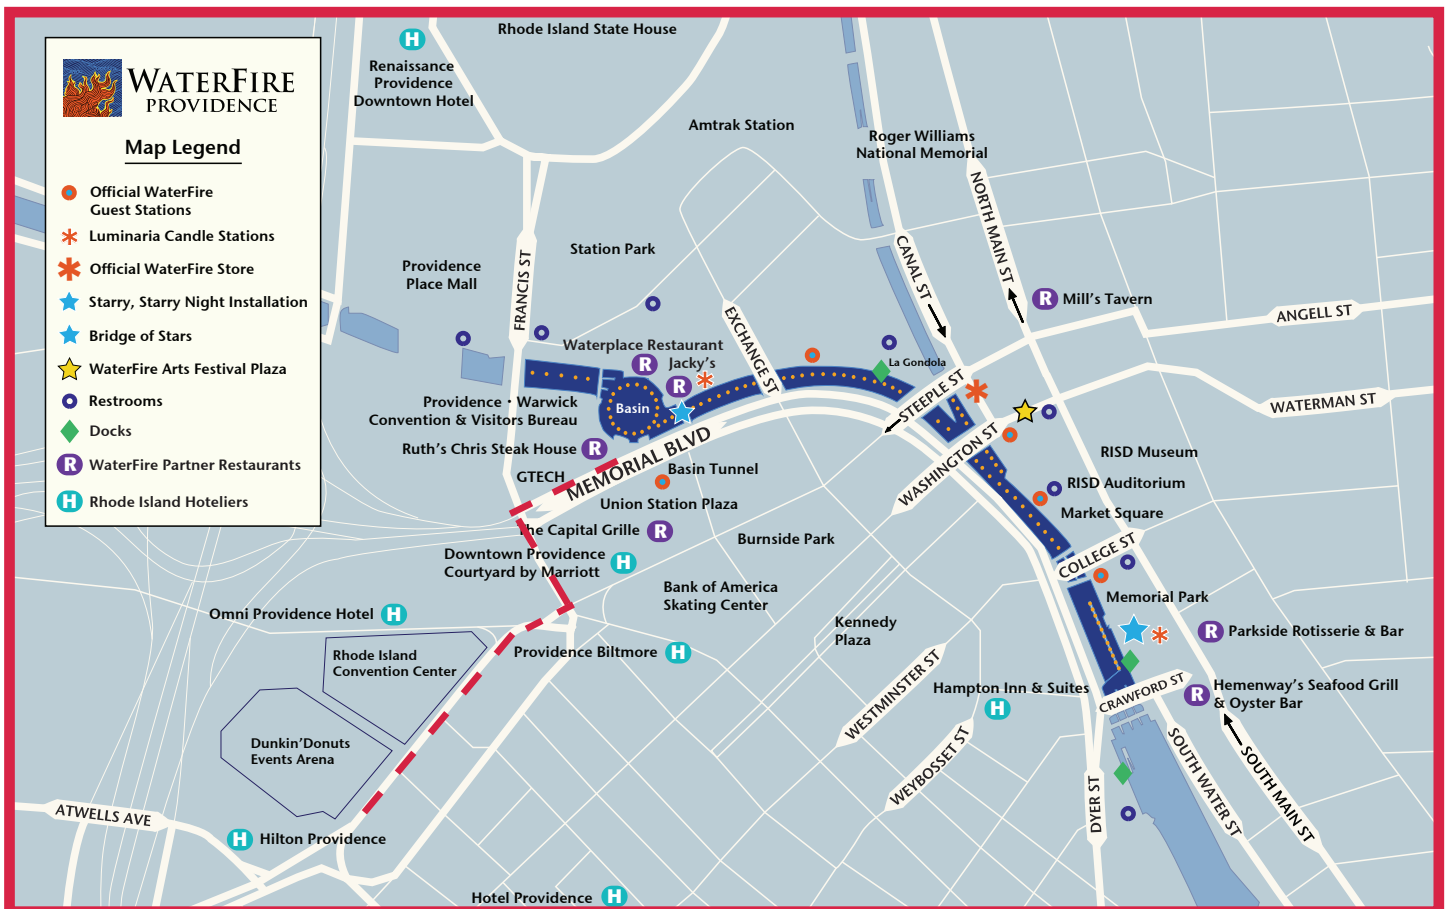 WATERFIRE
PROVIDENCE
Map Legend
Official WaterFire
Guest Stations
Luminaria Candle Stations
Official WaterFire Store
Starry, Starry Night Installation
Bridge of Stars
WaterFire Arts Festival Plaza
Restrooms
Docks
R WaterFire Partner Restaurants
H Rhode Island Hoteliers
Rhode Island State House
H
Renaissance
Providence
Downtown Hotel
Amtrak Station
Roger Williams
National Memorial
NORTH MAIN ST
CANAL ST
Station Park
Providence
Place Mall
FRANCIS ST
EXCHANGE ST
R Mill's Tavern
ANGELL ST
Waterplace Restaurant
R
Jacky's
R
La Gondola
STEEPLE ST
WATERMAN ST
Basin
Providence • Warwick
Convention & Visitors Bureau
Ruth's Chris Steak House R
MEMORIAL BLVD
WASHINGTON ST
RISD Museum
GTECH
Basin Tunnel
RISD Auditorium
Union Station Plaza
Market Square
The Capital Grille R
Burnside Park
COLLEGE ST
Downtown Providence
Courtyard by Marriott
H
Bank of America
Skating Center
Memorial Park
Omni Providence Hotel H
Kennedy
Plaza
R Parkside Rotisserie & Bar
Rhode Island
Convention Center
Providence Biltmore H
WESTMINSTER ST
Hampton Inn & Suites
H
CRAWFORD ST
R
Hemenway's Seafood Grill
& Oyster Bar
Dunkin'Donuts
Events Arena
WEYBOSSET ST
DYER ST
SOUTH WATER ST
SOUTH MAIN ST
ATWELLS AVE
H Hilton Providence
Hotel Providence H